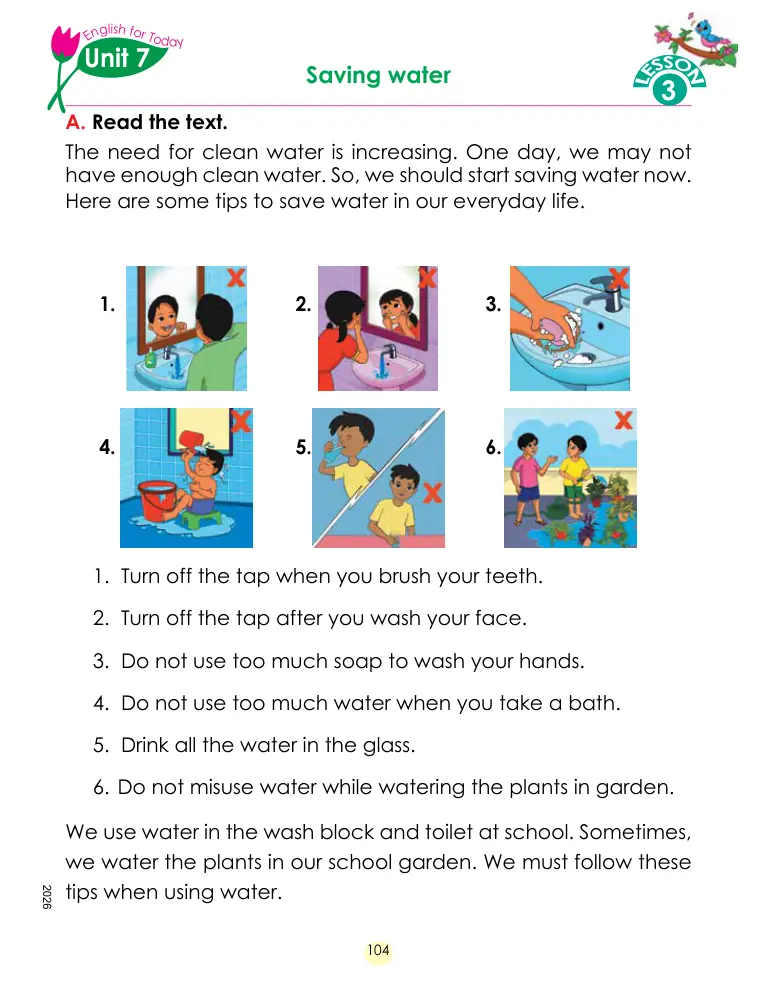 English for Today
Unit 7
Saving water
LESSON
3
A. Read the text.
The need for clean water is increasing. One day, we may not
have enough clean water. So, we should start saving water now.
Here are some tips to save water in our everyday life.
1. X
2. X
3. X
4. X
5. X
6. X
1. Turn off the tap when you brush your teeth.
2. Turn off the tap after you wash your face.
3. Do not use too much soap to wash your hands.
4. Do not use too much water when you take a bath.
5. Drink all the water in the glass.
6. Do not misuse water while watering the plants in garden.
We use water in the wash block and toilet at school. Sometimes,
we water the plants in our school garden. We must follow these
tips when using water.
2026
104